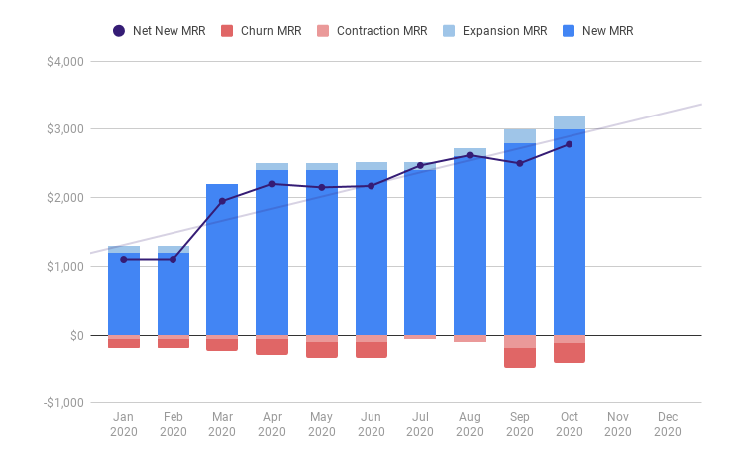 Net New MRR Churn MRR Contraction MRR Expansion MRR New MRR
$4,000
$3,000
$2,000
$1,000
$0
-$1,000
Jan Feb Mar Apr May Jun Jul Aug Sep Oct Nov Dec
2020 2020 2020 2020 2020 2020 2020 2020 2020 2020 2020 2020